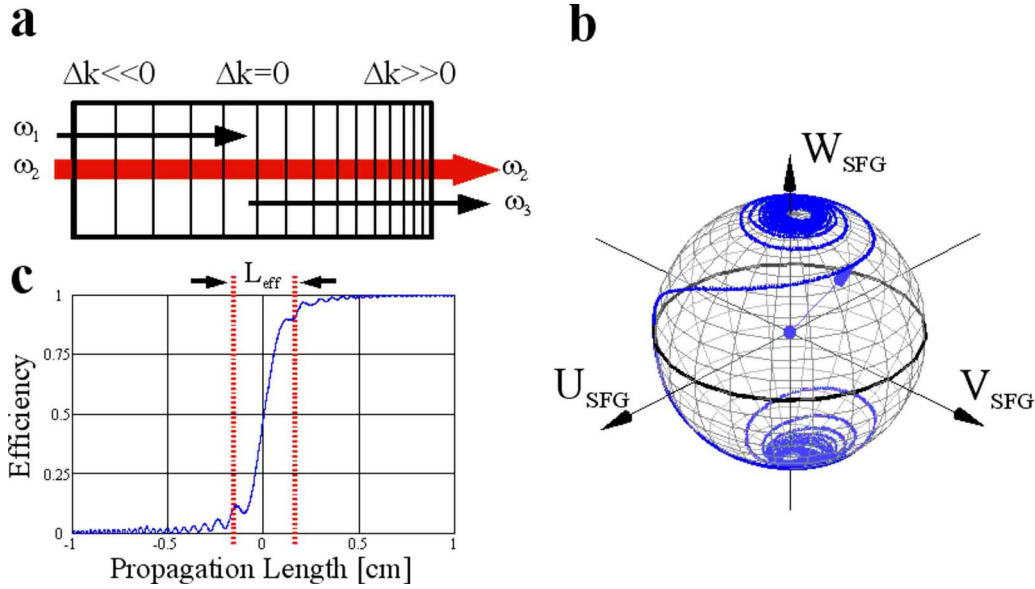 a
Δk<<0 Δk=0 Δk>>0
ω1
ω2 ω2
ω3
b
WSFG
USFG VSFG
c
Leff
1
0.75
0.5
0.25
0
-1 -0.5 0 0.5 1
Efficiency
Propagation Length [cm]